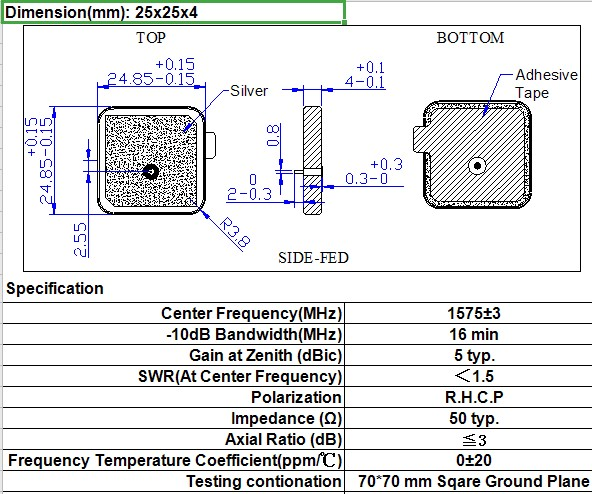 Dimension(mm): 25x25x4
TOP
BOTTOM
+0.15
24.85-0.15
Silver
+0.1
4-0.1
Adhesive
Tape
+0.15
24.85-0.15
0.8
+0.3
0.3-0
0
2-0.3
2.55
R3.8
SIDE-FED
Specification
Center Frequency(MHz) 1575±3
-10dB Bandwidth(MHz) 16 min
Gain at Zenith (dBic) 5 typ.
SWR(At Center Frequency) <1.5
Polarization R.H.C.P
Impedance (Ω) 50 typ.
Axial Ratio (dB) ≦3
Frequency Temperature Coefficient(ppm/℃) 0±20
Testing contionation 70*70 mm Sqare Ground Plane